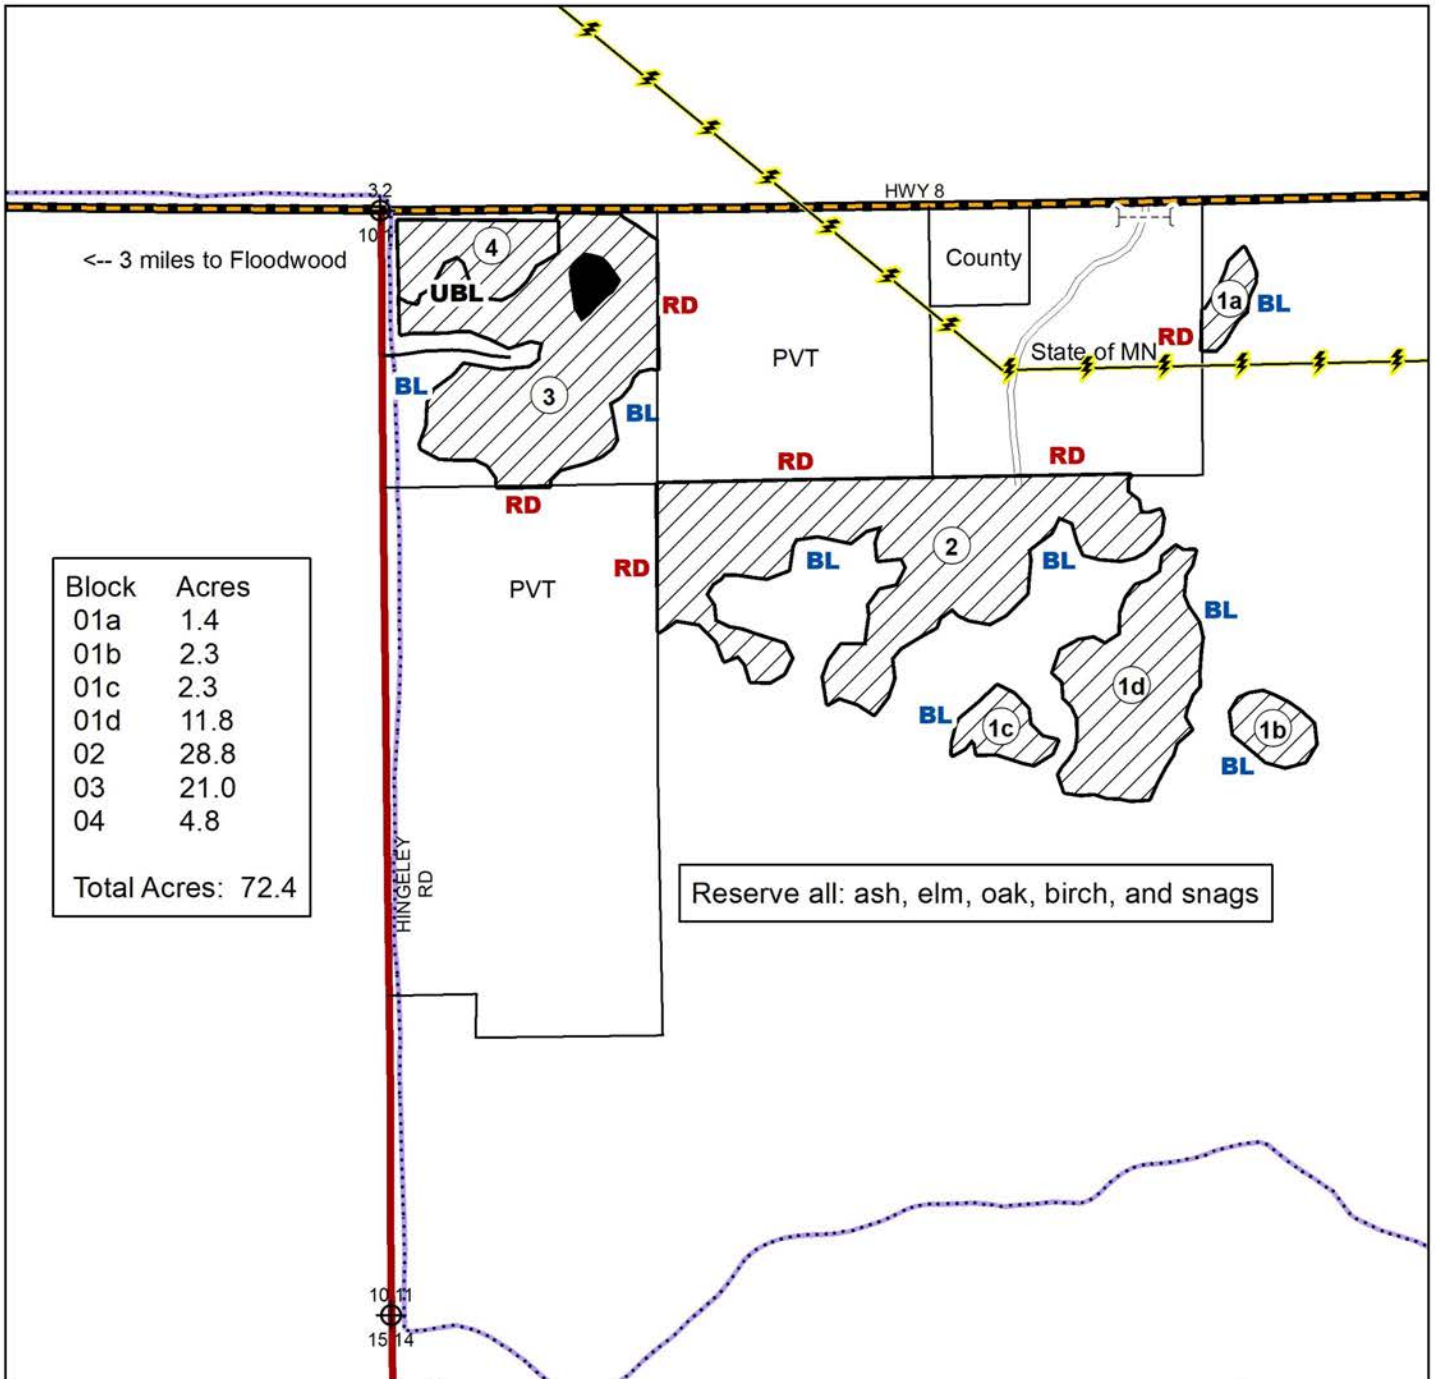 3 2
HWY 8
10 1
<-- 3 miles to Floodwood
4
County
1a
BL
UBL
RD
RD
State of MN
PVT
BL
3
BL
RD
RD
RD
2
BL
BL
RD
PVT
BL
Block Acres
01a 1.4
01b 2.3
01c 2.3
01d 11.8
02 28.8
03 21.0
04 4.8
Total Acres: 72.4
1d
BL
1c
1b
BL
HINGELEY
RD
Reserve all: ash, elm, oak, birch, and snags
10 11
15 14